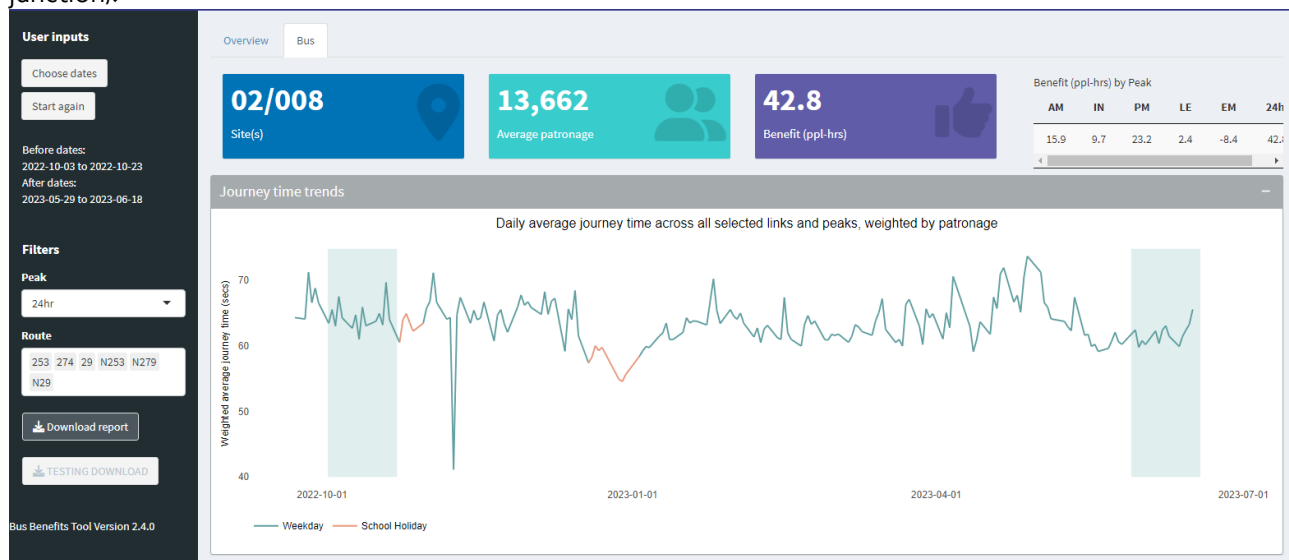 junction).
User inputs
Choose dates
Start again
Before dates:
2022-10-03 to 2022-10-23
After dates:
2023-05-29 to 2023-06-18
Filters
Peak
24hr
Route
253 274 29 N253 N279
N29
Download report
TESTING DOWNLOAD
Bus Benefits Tool Version 2.4.0
Overview Bus
02/008
Site(s)
13,662
Average patronage
42.8
Benefit (ppl-hrs)
Benefit (ppl-hrs) by Peak
AM IN PM LE EM 24h
15.9 9.7 23.2 2.4 -8.4 42.
Journey time trends
Daily average journey time across all selected links and peaks, weighted by patronage
Weighted average journey time (secs)
70
60
50
40
2022-10-01 2023-01-01 2023-04-01 2023-07-01
Weekday School Holiday